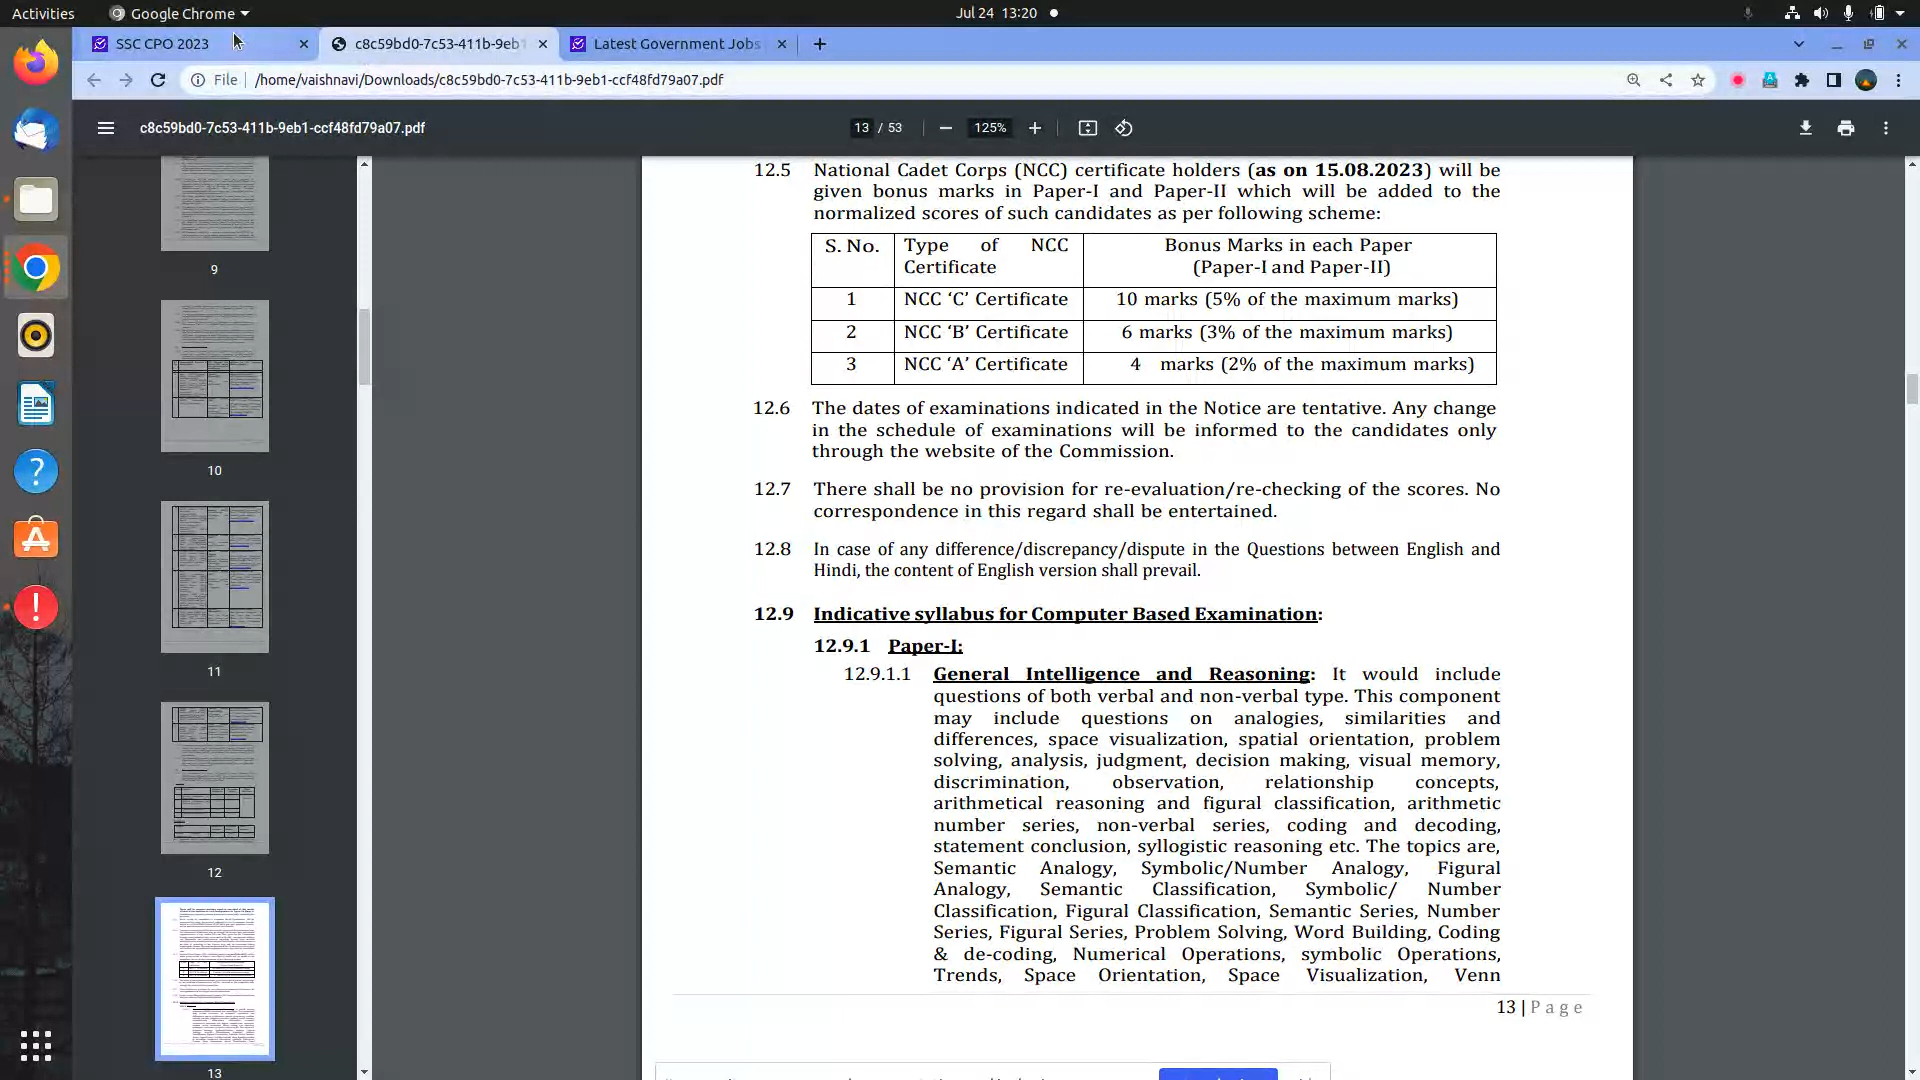 Activities
Google Chrome
Jul 24 13:20
SSC CPO 2023
c8c59bd0-7c53-411b-9eb1
Latest Government Jobs
File
/home/vaishnavi/Downloads/c8c59bd0-7c53-411b-9eb1-ccf48fd79a07.pdf
c8c59bd0-7c53-411b-9eb1-ccf48fd79a07.pdf
13 / 53
125%
9
10
11
12
13
12.5 National Cadet Corps (NCC) certificate holders (as on 15.08.2023) will be
given bonus marks in Paper-I and Paper-II which will be added to the
normalized scores of such candidates as per following scheme:
S. No. Type of NCC Certificate Bonus Marks in each Paper (Paper-I and Paper-II)
1 NCC ‘C’ Certificate 10 marks (5% of the maximum marks)
2 NCC ‘B’ Certificate 6 marks (3% of the maximum marks)
3 NCC ‘A’ Certificate 4 marks (2% of the maximum marks)
12.6 The dates of examinations indicated in the Notice are tentative. Any change
in the schedule of examinations will be informed to the candidates only
through the website of the Commission.
12.7 There shall be no provision for re-evaluation/re-checking of the scores. No
correspondence in this regard shall be entertained.
12.8 In case of any difference/discrepancy/dispute in the Questions between English and
Hindi, the content of English version shall prevail.
12.9 Indicative syllabus for Computer Based Examination:
12.9.1 Paper-I:
12.9.1.1 General Intelligence and Reasoning: It would include
questions of both verbal and non-verbal type. This component
may include questions on analogies, similarities and
differences, space visualization, spatial orientation, problem
solving, analysis, judgment, decision making, visual memory,
discrimination, observation, relationship concepts,
arithmetical reasoning and figural classification, arithmetic
number series, non-verbal series, coding and decoding,
statement conclusion, syllogistic reasoning etc. The topics are,
Semantic Analogy, Symbolic/Number Analogy, Figural
Analogy, Semantic Classification, Symbolic/ Number
Classification, Figural Classification, Semantic Series, Number
Series, Figural Series, Problem Solving, Word Building, Coding
& de-coding, Numerical Operations, symbolic Operations,
Trends, Space Orientation, Space Visualization, Venn
13 | Page